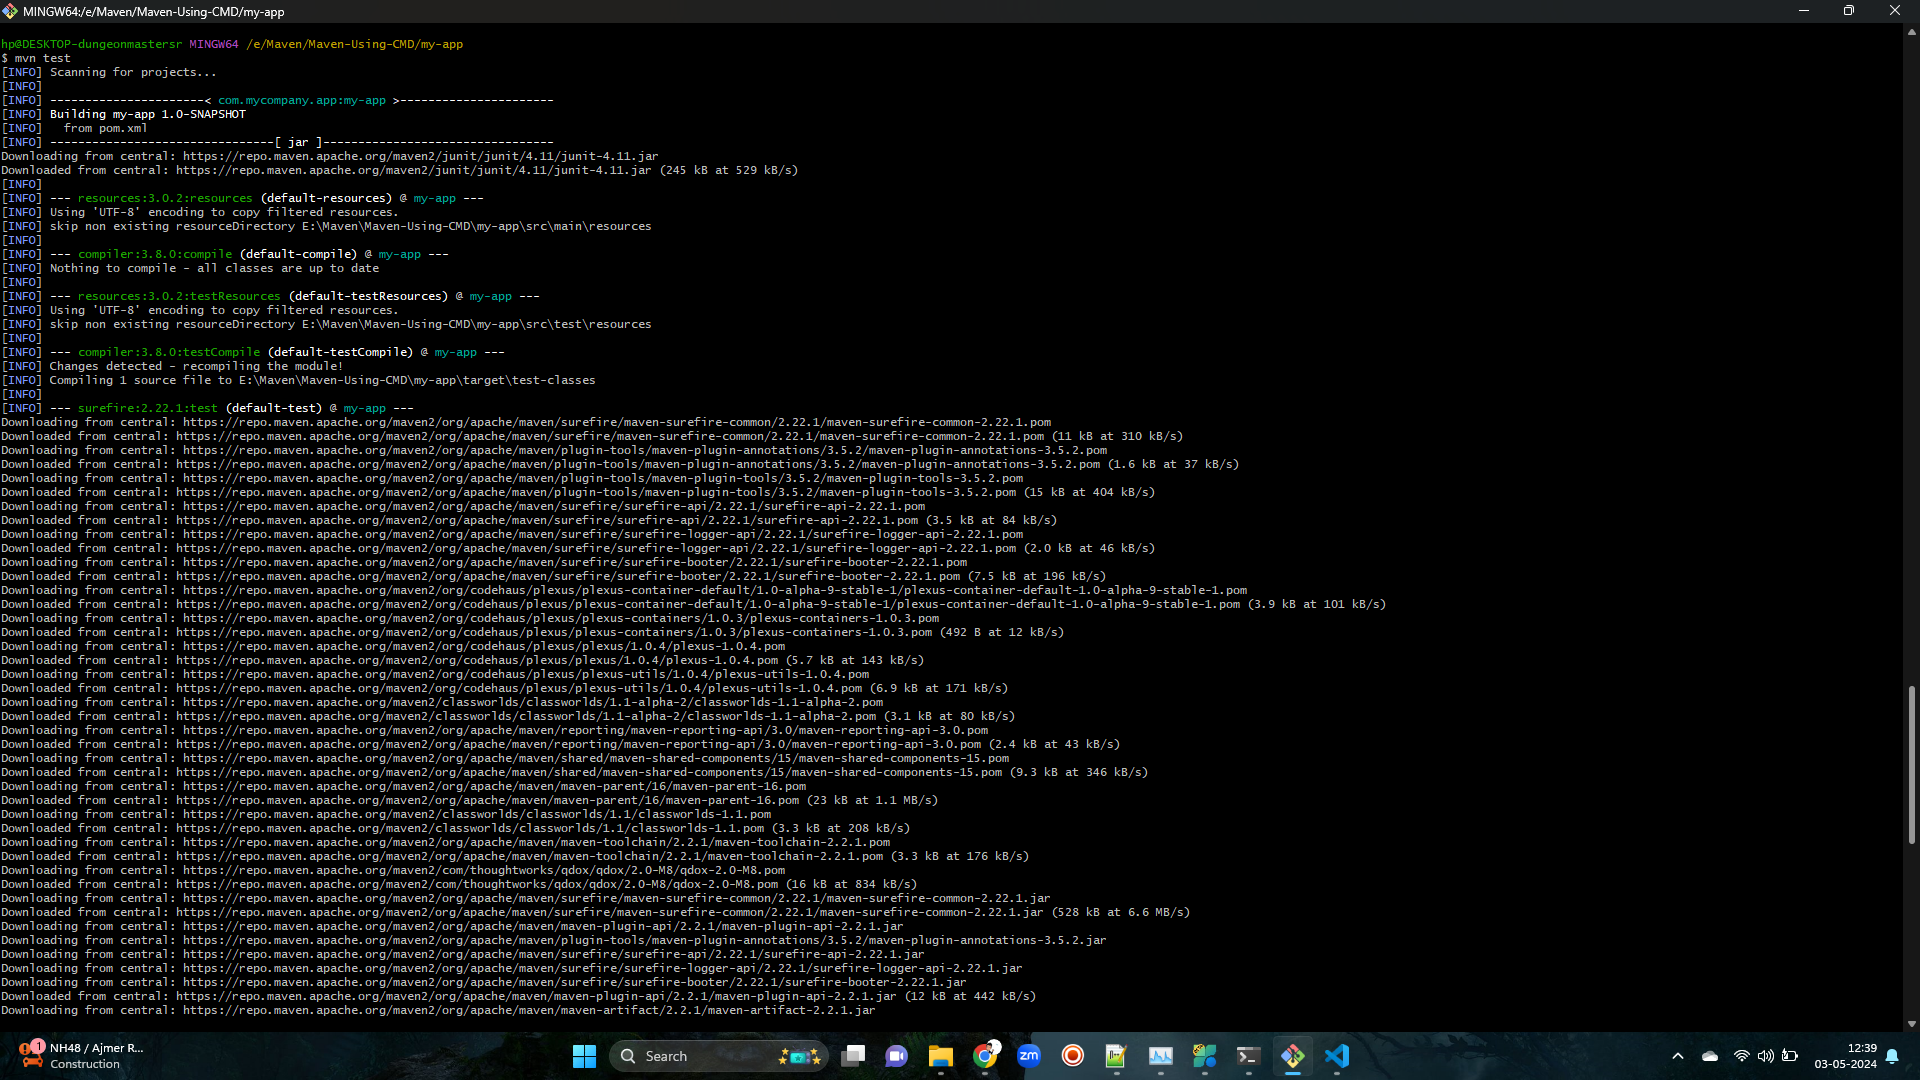 MINGW64:/e/Maven/Maven-Using-CMD/my-app
hp@DESKTOP-dungeonmastersr MINGW64 /e/Maven/Maven-Using-CMD/my-app
$ mvn test
[INFO] Scanning for projects...
[INFO]
[INFO] ----------------------< com.mycompany.app:my-app >----------------------
[INFO] Building my-app 1.0-SNAPSHOT
[INFO]   from pom.xml
[INFO] --------------------------------[ jar ]---------------------------------
Downloading from central: https://repo.maven.apache.org/maven2/junit/junit/4.11/junit-4.11.jar
Downloaded from central: https://repo.maven.apache.org/maven2/junit/junit/4.11/junit-4.11.jar (245 kB at 529 kB/s)
[INFO]
[INFO] --- resources:3.0.2:resources (default-resources) @ my-app ---
[INFO] Using 'UTF-8' encoding to copy filtered resources.
[INFO] skip non existing resourceDirectory E:\Maven\Maven-Using-CMD\my-app\src\main\resources
[INFO]
[INFO] --- compiler:3.8.0:compile (default-compile) @ my-app ---
[INFO] Nothing to compile - all classes are up to date
[INFO]
[INFO] --- resources:3.0.2:testResources (default-testResources) @ my-app ---
[INFO] Using 'UTF-8' encoding to copy filtered resources.
[INFO] skip non existing resourceDirectory E:\Maven\Maven-Using-CMD\my-app\src\test\resources
[INFO]
[INFO] --- compiler:3.8.0:testCompile (default-testCompile) @ my-app ---
[INFO] Changes detected - recompiling the module!
[INFO] Compiling 1 source file to E:\Maven\Maven-Using-CMD\my-app\target\test-classes
[INFO]
[INFO] --- surefire:2.22.1:test (default-test) @ my-app ---
Downloading from central: https://repo.maven.apache.org/maven2/org/apache/maven/surefire/maven-surefire-common/2.22.1/maven-surefire-common-2.22.1.pom
Downloaded from central: https://repo.maven.apache.org/maven2/org/apache/maven/surefire/maven-surefire-common/2.22.1/maven-surefire-common-2.22.1.pom (11 kB at 310 kB/s)
Downloading from central: https://repo.maven.apache.org/maven2/org/apache/maven/plugin-tools/maven-plugin-annotations/3.5.2/maven-plugin-annotations-3.5.2.pom
Downloaded from central: https://repo.maven.apache.org/maven2/org/apache/maven/plugin-tools/maven-plugin-annotations/3.5.2/maven-plugin-annotations-3.5.2.pom (1.6 kB at 37 kB/s)
Downloading from central: https://repo.maven.apache.org/maven2/org/apache/maven/plugin-tools/maven-plugin-tools/3.5.2/maven-plugin-tools-3.5.2.pom
Downloaded from central: https://repo.maven.apache.org/maven2/org/apache/maven/plugin-tools/maven-plugin-tools/3.5.2/maven-plugin-tools-3.5.2.pom (15 kB at 404 kB/s)
Downloading from central: https://repo.maven.apache.org/maven2/org/apache/maven/surefire/surefire-api/2.22.1/surefire-api-2.22.1.pom
Downloaded from central: https://repo.maven.apache.org/maven2/org/apache/maven/surefire/surefire-api/2.22.1/surefire-api-2.22.1.pom (3.5 kB at 84 kB/s)
Downloading from central: https://repo.maven.apache.org/maven2/org/apache/maven/surefire/surefire-logger-api/2.22.1/surefire-logger-api-2.22.1.pom
Downloaded from central: https://repo.maven.apache.org/maven2/org/apache/maven/surefire/surefire-logger-api/2.22.1/surefire-logger-api-2.22.1.pom (2.0 kB at 46 kB/s)
Downloading from central: https://repo.maven.apache.org/maven2/org/apache/maven/surefire/surefire-booter/2.22.1/surefire-booter-2.22.1.pom
Downloaded from central: https://repo.maven.apache.org/maven2/org/apache/maven/surefire/surefire-booter/2.22.1/surefire-booter-2.22.1.pom (7.5 kB at 196 kB/s)
Downloading from central: https://repo.maven.apache.org/maven2/org/codehaus/plexus/plexus-container-default/1.0-alpha-9-stable-1/plexus-container-default-1.0-alpha-9-stable-1.pom
Downloaded from central: https://repo.maven.apache.org/maven2/org/codehaus/plexus/plexus-container-default/1.0-alpha-9-stable-1/plexus-container-default-1.0-alpha-9-stable-1.pom (3.9 kB at 101 kB/s)
Downloading from central: https://repo.maven.apache.org/maven2/org/codehaus/plexus/plexus-containers/1.0.3/plexus-containers-1.0.3.pom
Downloaded from central: https://repo.maven.apache.org/maven2/org/codehaus/plexus/plexus-containers/1.0.3/plexus-containers-1.0.3.pom (492 B at 12 kB/s)
Downloading from central: https://repo.maven.apache.org/maven2/org/codehaus/plexus/plexus/1.0.4/plexus-1.0.4.pom
Downloaded from central: https://repo.maven.apache.org/maven2/org/codehaus/plexus/plexus/1.0.4/plexus-1.0.4.pom (5.7 kB at 143 kB/s)
Downloading from central: https://repo.maven.apache.org/maven2/org/codehaus/plexus/plexus-utils/1.0.4/plexus-utils-1.0.4.pom
Downloaded from central: https://repo.maven.apache.org/maven2/org/codehaus/plexus/plexus-utils/1.0.4/plexus-utils-1.0.4.pom (6.9 kB at 171 kB/s)
Downloading from central: https://repo.maven.apache.org/maven2/classworlds/classworlds/1.1-alpha-2/classworlds-1.1-alpha-2.pom
Downloaded from central: https://repo.maven.apache.org/maven2/classworlds/classworlds/1.1-alpha-2/classworlds-1.1-alpha-2.pom (3.1 kB at 80 kB/s)
Downloading from central: https://repo.maven.apache.org/maven2/org/apache/maven/reporting/maven-reporting-api/3.0/maven-reporting-api-3.0.pom
Downloaded from central: https://repo.maven.apache.org/maven2/org/apache/maven/reporting/maven-reporting-api/3.0/maven-reporting-api-3.0.pom (2.4 kB at 43 kB/s)
Downloading from central: https://repo.maven.apache.org/maven2/org/apache/maven/shared/maven-shared-components/15/maven-shared-components-15.pom
Downloaded from central: https://repo.maven.apache.org/maven2/org/apache/maven/shared/maven-shared-components/15/maven-shared-components-15.pom (9.3 kB at 346 kB/s)
Downloading from central: https://repo.maven.apache.org/maven2/org/apache/maven/maven-parent/16/maven-parent-16.pom
Downloaded from central: https://repo.maven.apache.org/maven2/org/apache/maven/maven-parent/16/maven-parent-16.pom (23 kB at 1.1 MB/s)
Downloading from central: https://repo.maven.apache.org/maven2/classworlds/classworlds/1.1/classworlds-1.1.pom
Downloaded from central: https://repo.maven.apache.org/maven2/classworlds/classworlds/1.1/classworlds-1.1.pom (3.3 kB at 208 kB/s)
Downloading from central: https://repo.maven.apache.org/maven2/org/apache/maven/maven-toolchain/2.2.1/maven-toolchain-2.2.1.pom
Downloaded from central: https://repo.maven.apache.org/maven2/org/apache/maven/maven-toolchain/2.2.1/maven-toolchain-2.2.1.pom (3.3 kB at 176 kB/s)
Downloading from central: https://repo.maven.apache.org/maven2/com/thoughtworks/qdox/qdox/2.0-M8/qdox-2.0-M8.pom
Downloaded from central: https://repo.maven.apache.org/maven2/com/thoughtworks/qdox/qdox/2.0-M8/qdox-2.0-M8.pom (16 kB at 834 kB/s)
Downloading from central: https://repo.maven.apache.org/maven2/org/apache/maven/surefire/maven-surefire-common/2.22.1/maven-surefire-common-2.22.1.jar
Downloaded from central: https://repo.maven.apache.org/maven2/org/apache/maven/surefire/maven-surefire-common/2.22.1/maven-surefire-common-2.22.1.jar (528 kB at 6.6 MB/s)
Downloading from central: https://repo.maven.apache.org/maven2/org/apache/maven/maven-plugin-api/2.2.1/maven-plugin-api-2.2.1.jar
Downloading from central: https://repo.maven.apache.org/maven2/org/apache/maven/plugin-tools/maven-plugin-annotations/3.5.2/maven-plugin-annotations-3.5.2.jar
Downloading from central: https://repo.maven.apache.org/maven2/org/apache/maven/surefire/surefire-api/2.22.1/surefire-api-2.22.1.jar
Downloading from central: https://repo.maven.apache.org/maven2/org/apache/maven/surefire/surefire-logger-api/2.22.1/surefire-logger-api-2.22.1.jar
Downloading from central: https://repo.maven.apache.org/maven2/org/apache/maven/surefire/surefire-booter/2.22.1/surefire-booter-2.22.1.jar
Downloaded from central: https://repo.maven.apache.org/maven2/org/apache/maven/maven-plugin-api/2.2.1/maven-plugin-api-2.2.1.jar (12 kB at 442 kB/s)
Downloading from central: https://repo.maven.apache.org/maven2/org/apache/maven/maven-artifact/2.2.1/maven-artifact-2.2.1.jar
1
NH48 / Ajmer R...
Construction
Search
zm
12:39
03-05-2024